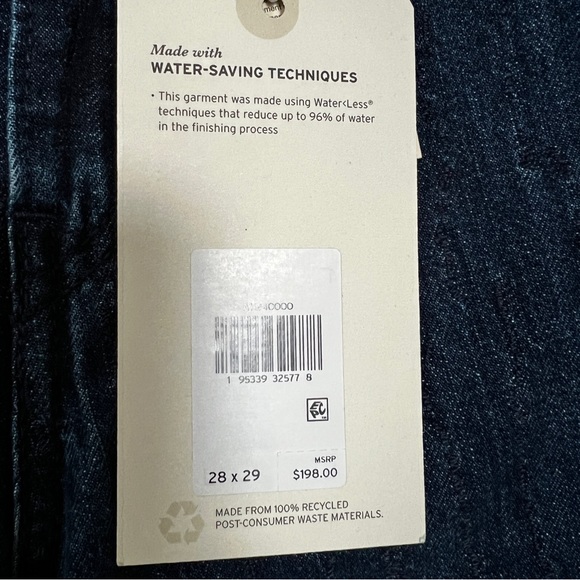 Made with
WATER-SAVING TECHNIQUES
• This garment was made using Water<Less®
techniques that reduce up to 96% of water
in the finishing process
1 95339 32577 8
EPC
MSRP
28 x 29 $198.00
MADE FROM 100% RECYCLED
POST-CONSUMER WASTE MATERIALS.